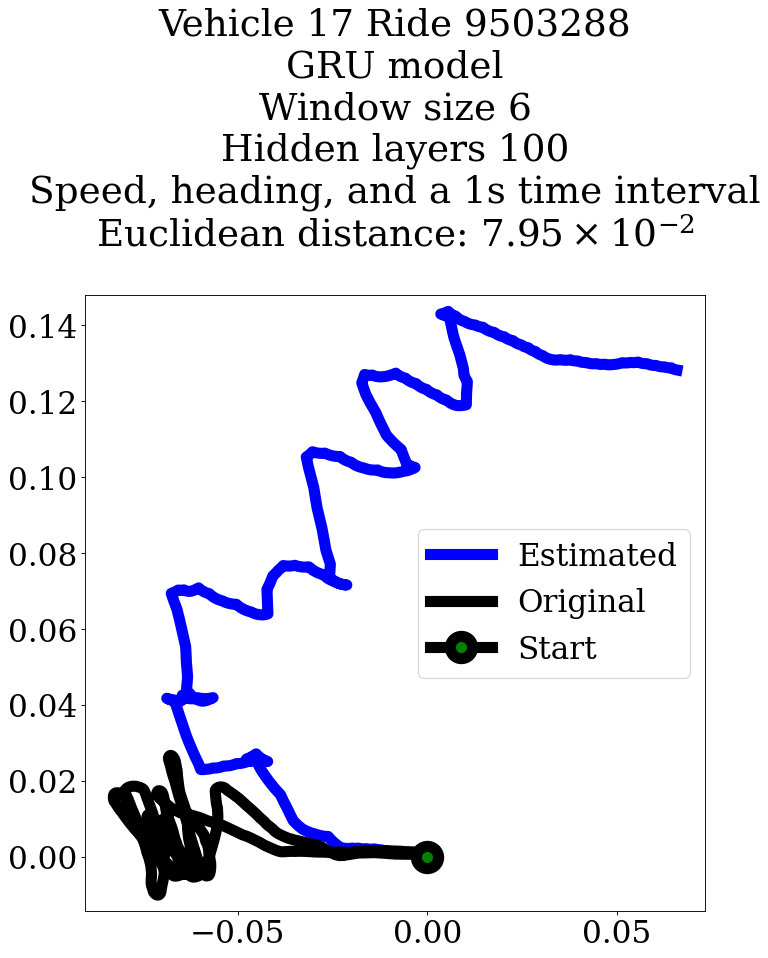 Vehicle 17 Ride 9503288
GRU model
Window size 6
Hidden layers 100
Speed, heading, and a 1s time interval
Euclidean distance: 7.95 × 10⁻²
0.14
0.12
0.10
0.08
0.06
0.04
0.02
0.00
Estimated
Original
Start
−0.05
0.00
0.05